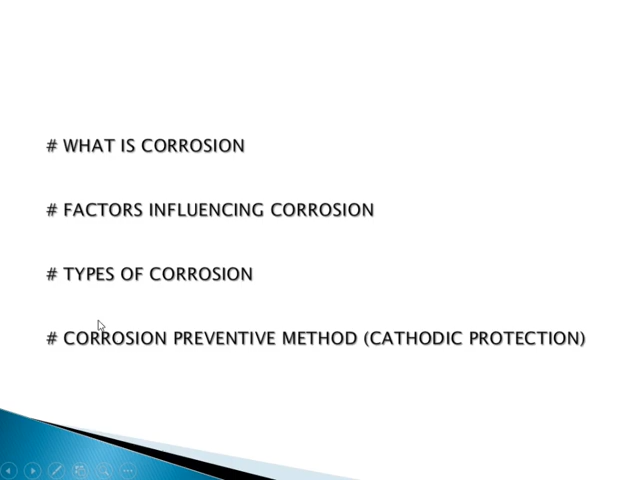 # WHAT IS CORROSION
# FACTORS INFLUENCING CORROSION
# TYPES OF CORROSION
# CORROSION PREVENTIVE METHOD (CATHODIC PROTECTION)